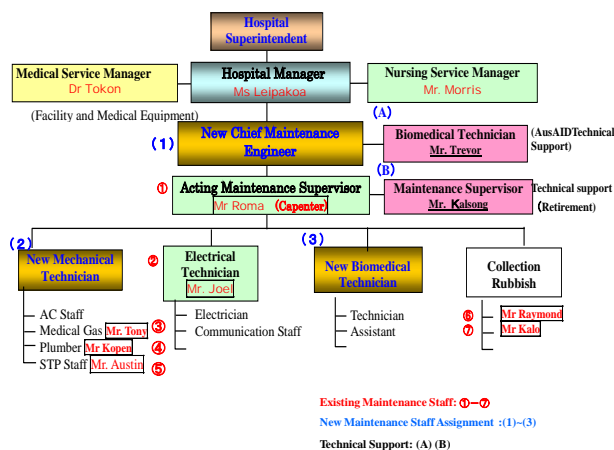 Hospital
Superintendent
Medical Service Manager
Dr Tokon
Hospital Manager
Ms Leipakoa
Nursing Service Manager
Mr. Morris
(Facility and Medical Equipment)
(A)
(1)
New Chief Maintenance
Engineer
Biomedical Technician
Mr. Trevor
(AusAIDTechnical
Support)
(B)
①
Acting Maintenance Supervisor
Mr Roma (Capenter)
Maintenance Supervisor
Mr. Kalsong
Technical support
(Retirement)
(2)
New Mechanical
Technician
②
Electrical
Technician
Mr. Joel
(3)
New Biomedical
Technician
Collection
Rubbish
AC Staff
Medical Gas Mr. Tony ③
Plumber Mr Kopen ④
STP Staff Mr. Austin ⑤
Electrician
Communication Staff
Technician
Assistant
⑥ Mr Raymond
⑦ Mr Kalo
Existing Maintenance Staff: ①-⑦
New Maintenance Staff Assignment :(1)~(3)
Technical Support: (A) (B)